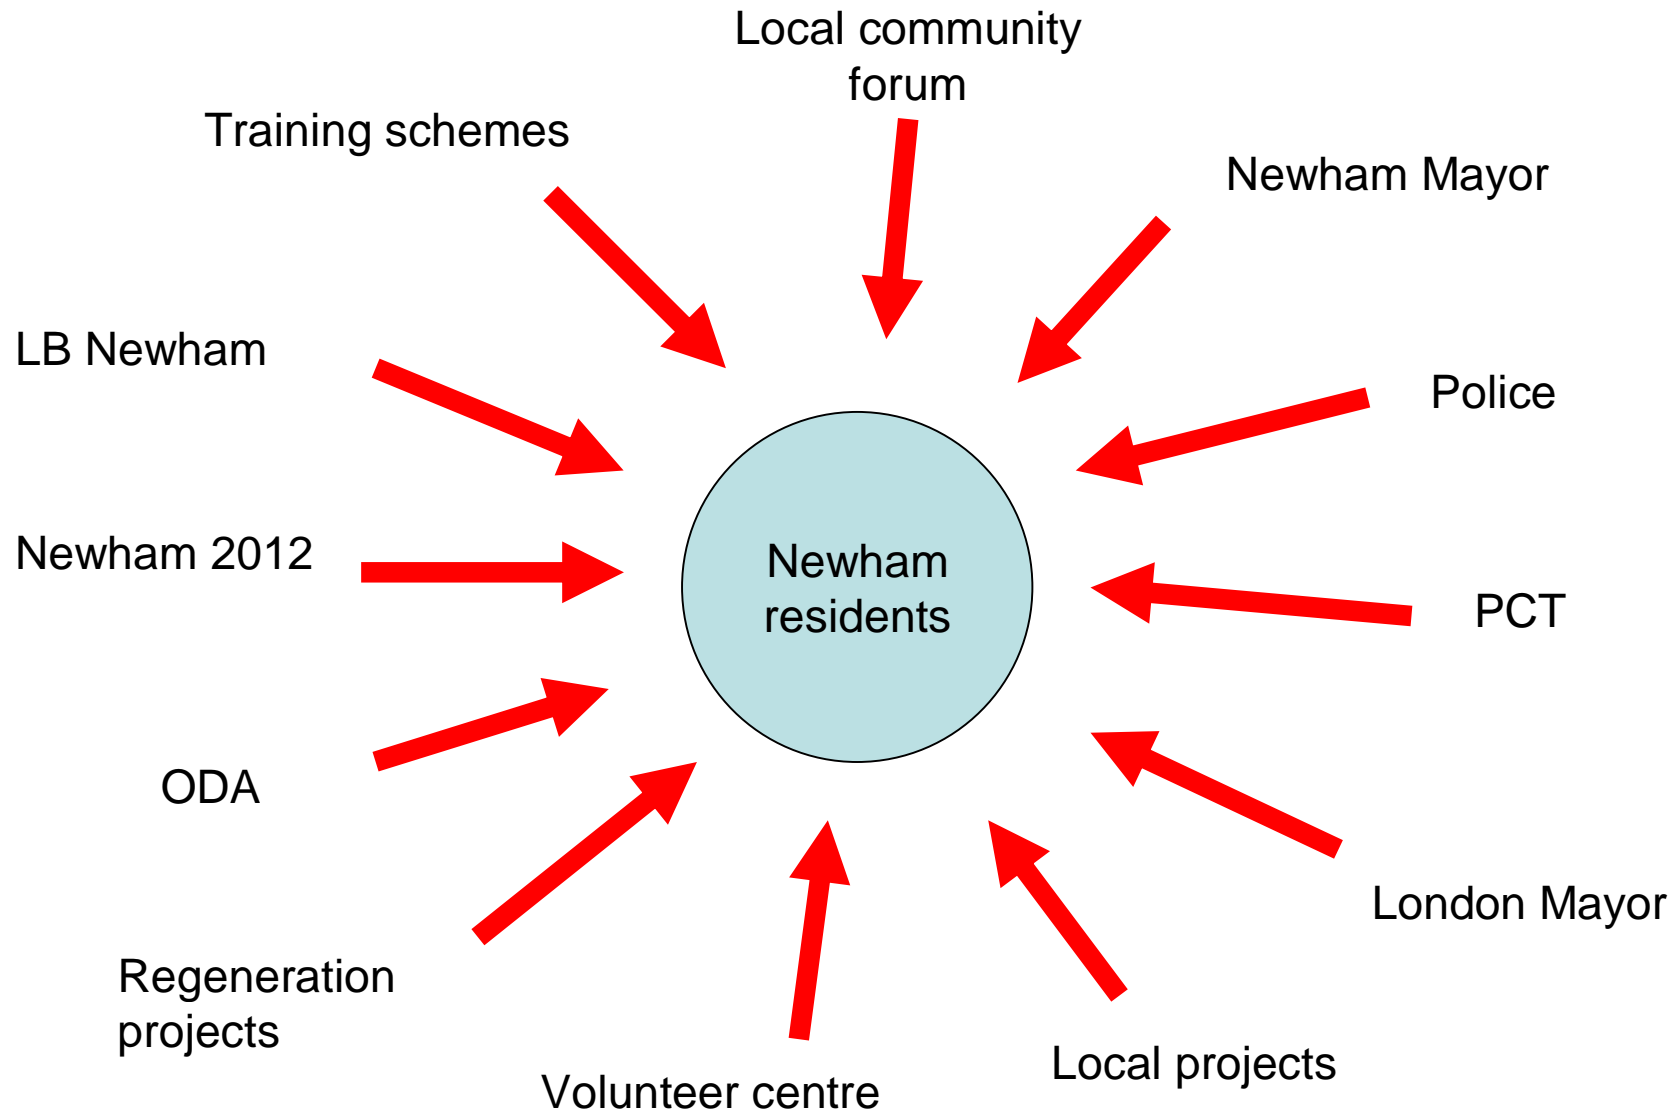 Local community
forum
Training schemes
Newham Mayor
LB Newham
Police
Newham 2012
Newham
residents
PCT
ODA
London Mayor
Regeneration
projects
Local projects
Volunteer centre